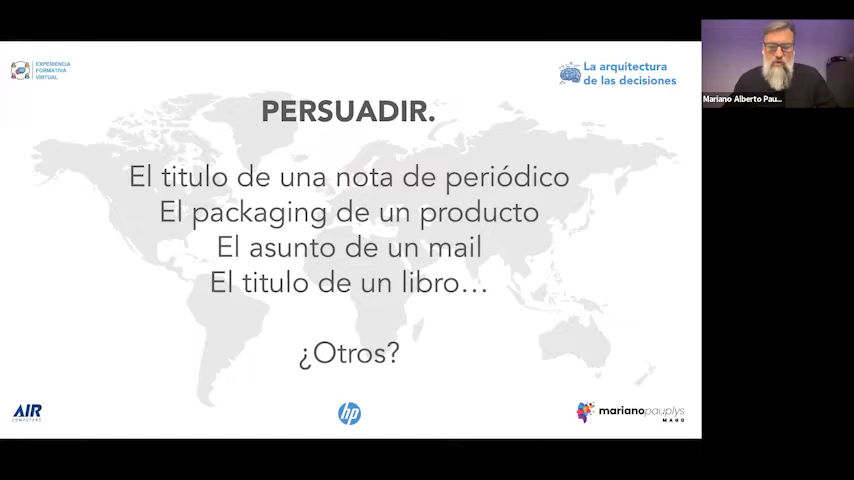 EXPERIENCIA
FORMATIVA
VIRTUAL
La arquitectura
de las decisiones
Mariano Alberto Pau...
PERSUADIR.
El titulo de una nota de periódico
El packaging de un producto
El asunto de un mail
El titulo de un libro...
¿Otros?
AIR
COMPUTERS
hp
marianopauplys
MAGO